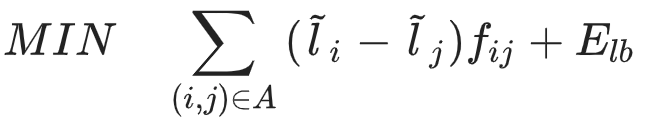 MIN ∑_{(i,j)∈A} (l̃_i − l̃_j)f_{ij} + E_{lb}